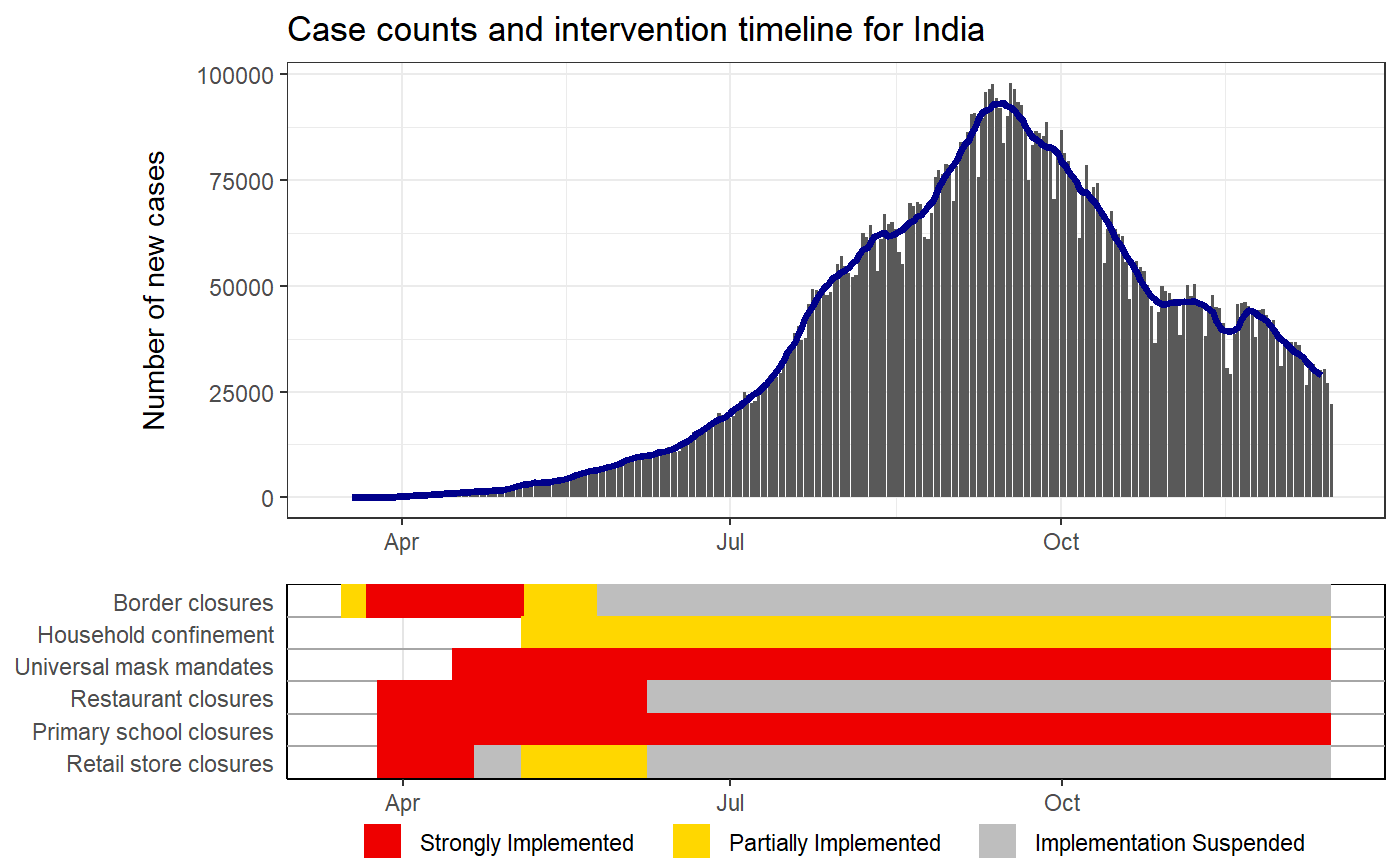 Case counts and intervention timeline for India
Number of new cases
100000
75000
50000
25000
0
Apr Jul Oct
Border closures
Household confinement
Universal mask mandates
Restaurant closures
Primary school closures
Retail store closures
Apr Jul Oct
Strongly Implemented Partially Implemented Implementation Suspended